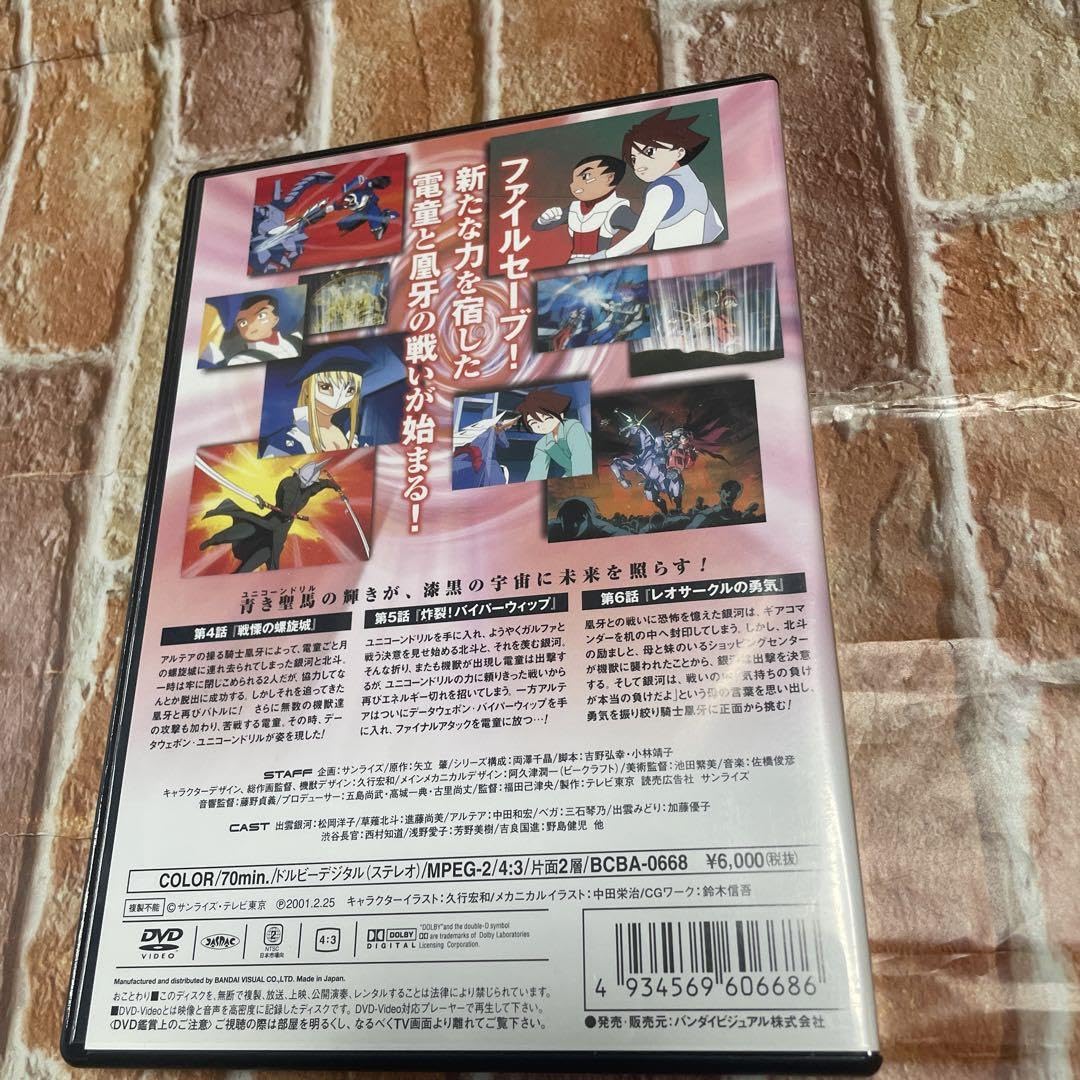 ファイルセーブ！
新たな力を宿した
電童と凰牙の戦いが始まる！
ユニコーンドリル
青き聖馬の輝きが、漆黒の宇宙に未来を照らす！
第4話『戦慄の螺旋城』
アルテアの操る騎士凰牙によって、電童ごと月
の螺旋城に連れ去られてしまった銀河と北斗。
一時は牢に閉じこめられる2人だが、協力してな
んとか脱出に成功する。しかしそれを追ってきた
凰牙と再びバトルに! さらに無数の機獣達
の攻撃も加わり、苦戦する電童。その時、デー
タウェポン・ユニコーンドリルが姿を現した!
第5話『炸裂!バイパーウィップ』
ユニコーンドリルを手に入れ、ようやくガルファと
戦う決意を見せ始める北斗と、それを羨む銀河。
そんな折り、またも機獣が出現し電童は出撃す
るが、ユニコーンドリルの力に頼りきった戦いから
再びエネルギー切れを招いてしまう。一方アルテ
アはついにデータウェポン・バイパーウィップを手
に入れ、ファイナルアタックを電童に放つ…!
第6話『レオサークルの勇気』
凰牙との戦いに恐怖を憶えた銀河は、ギアコマ
ンダーを机の中へ封印してしまう。しかし、北斗
の励ましと、母と妹のいるショッピングセンター
が機獣に襲われたことから、銀河は出撃を決意
する。そして銀河は、戦いの中「気持ちの負け
が本当の負けだよ」という母の言葉を思い出し、
勇気を振り絞り騎士凰牙に正面から挑む!
STAFF 企画:サンライズ/原作:矢立 肇/シリーズ構成:両澤千晶/脚本:吉野弘幸・小林靖子
キャラクターデザイン、総作画監督、機獣デザイン:久行宏和/メインメカニカルデザイン:阿久津潤一(ビークラフト)/美術監督:池田繁美/音楽:佐橋俊彦
音響監督:藤野貞義/プロデューサー:五島尚武・高城一典・古里尚丈/監督:福田己津央/製作:テレビ東京 読売広告社 サンライズ
CAST 出雲銀河:松岡洋子/草薙北斗:進藤尚美/アルテア:中田和宏/ベガ:三石琴乃/出雲みどり:加藤優子
渋谷長官:西村知道/浅野愛子:芳野美樹/吉良国進:野島健児 他
COLOR/70min./ドルビーデジタル(ステレオ)/MPEG-2/4:3/片面2層/BCBA-0668 ¥6,000(税抜)
複製不能 ©サンライズ・テレビ東京 ℗2001.2.25 キャラクターイラスト:久行宏和/メカニカルイラスト:中田栄治/CGワーク:鈴木信吾
DVD VIDEO JASRAC 2 NTSC 日本市場向 4:3 DOLBY DIGITAL
"DOLBY"and the double-D symbol
are trademarks of Dolby Laboratories
Licensing Corporation.
Manufactured and distributed by BANDAI VISUAL CO.,LTD. Made in Japan.
おことわり■このディスクを、無断で複製、放送、上映、公開演奏、レンタルすることは法律により禁じられています。
■DVD-Videoとは映像と音声を高密度に記録したディスクです。DVD-Video対応プレーヤーで再生して下さい。
〈DVD鑑賞上のご注意〉ご視聴の際は部屋を明るくし、なるべくTV画面より離れてご覧下さい。
4 934569 606686
●発売・販売元:バンダイビジュアル株式会社